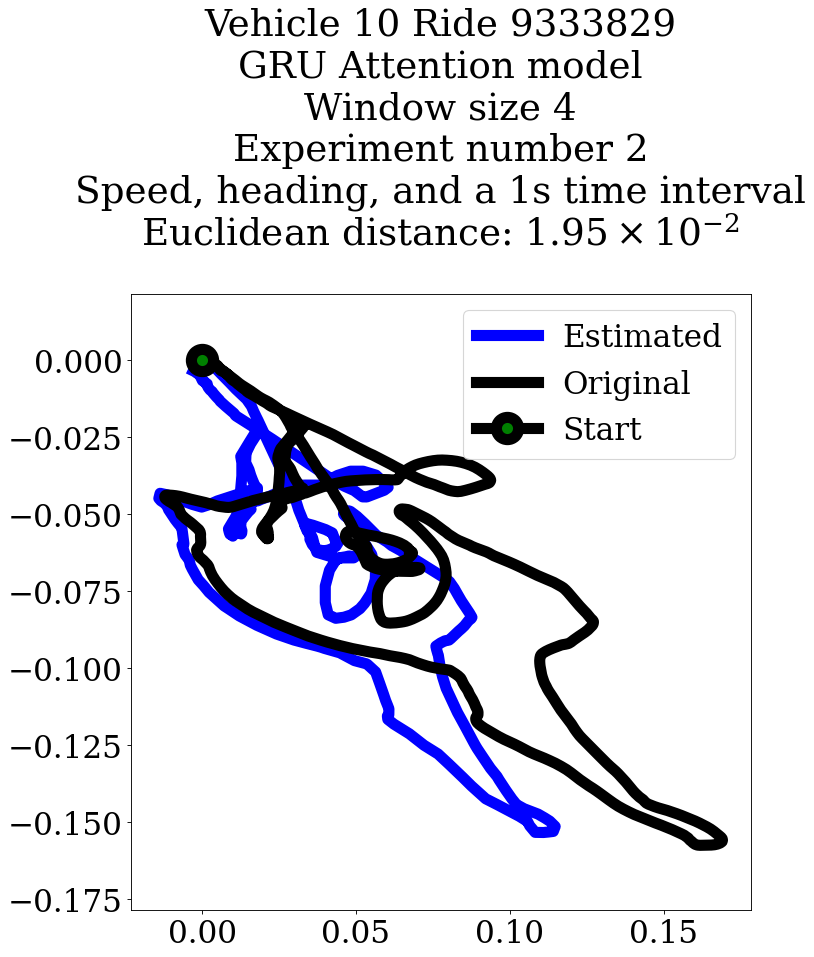 Vehicle 10 Ride 9333829
GRU Attention model
Window size 4
Experiment number 2
Speed, heading, and a 1s time interval
Euclidean distance: 1.95 × 10⁻²
Estimated
Original
Start
0.000
−0.025
−0.050
−0.075
−0.100
−0.125
−0.150
−0.175
0.00 0.05 0.10 0.15